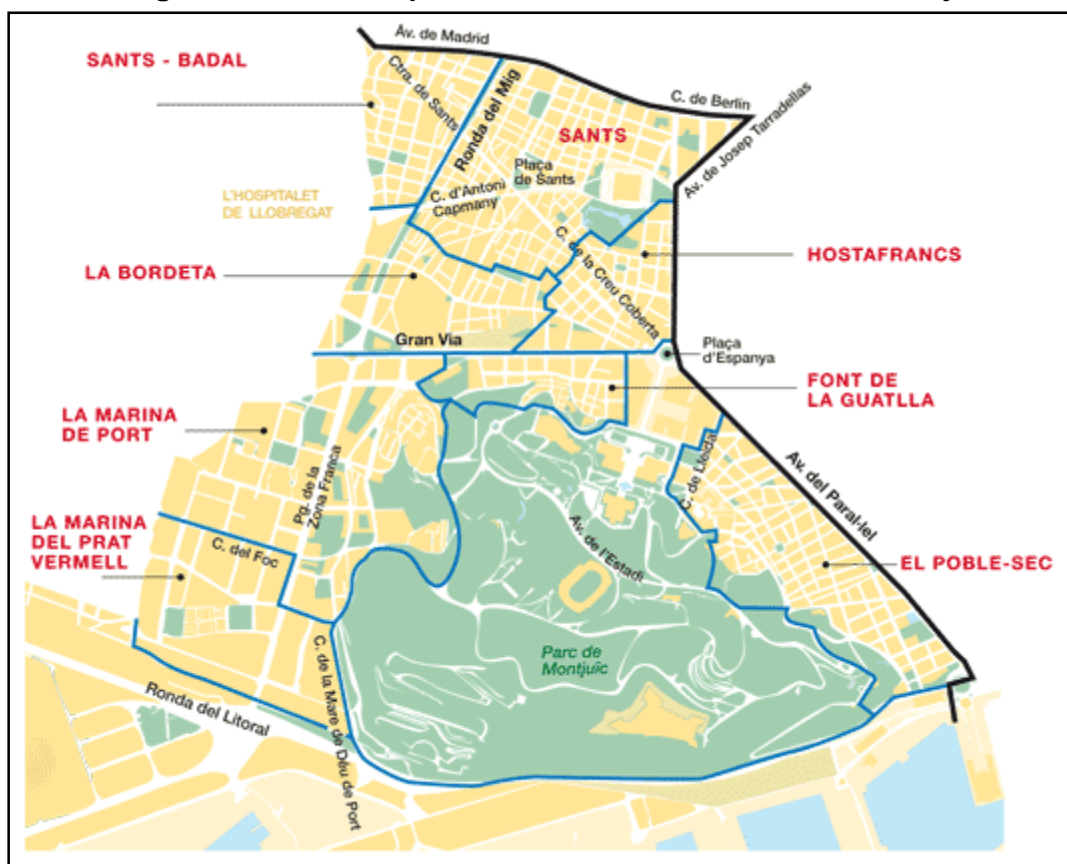 Av. de Madrid
SANTS - BADAL
Ctra. de Sants
Ronda del Mig
C. de Berlín
Av. de Josep Tarradellas
SANTS
Plaça
de Sants
C. d'Antoni
Capmany
L'HOSPITALET
DE LLOBREGAT
C. de la Creu Coberta
HOSTAFRANCS
LA BORDETA
Gran Via
Plaça
d'Espanya
FONT DE
LA GUATLLA
LA MARINA
DE PORT
Pg. de la
Zona Franca
C. de Lleida
Av. del Paral·lel
LA MARINA
DEL PRAT
VERMELL
C. del Foc
Av. de l'Estadi
EL POBLE-SEC
Parc de
Montjuïc
C. de la Mare de Déu de Port
Ronda del Litoral